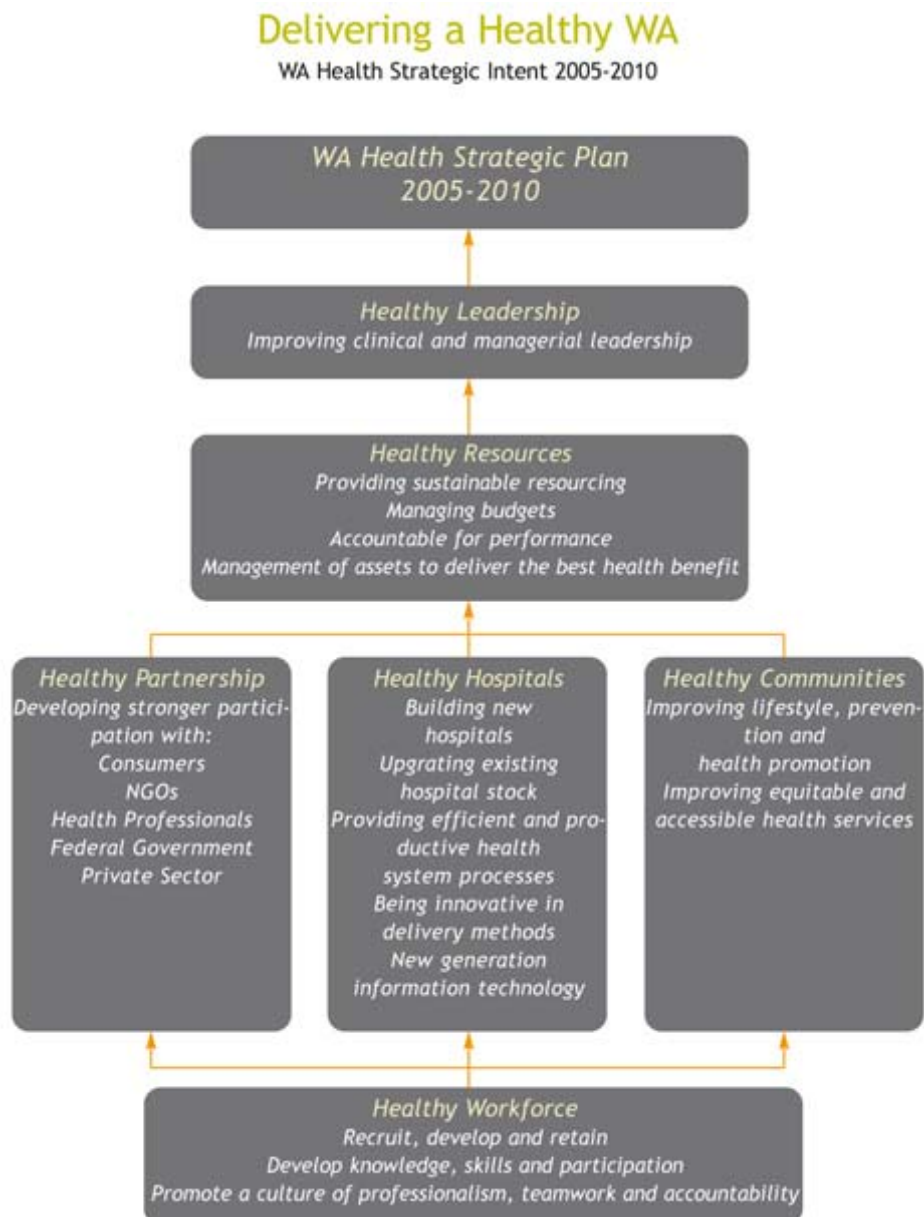 Delivering a Healthy WA
WA Health Strategic Intent 2005-2010
WA Health Strategic Plan
2005-2010
Healthy Leadership
Improving clinical and managerial leadership
Healthy Resources
Providing sustainable resourcing
Managing budgets
Accountable for performance
Management of assets to deliver the best health benefit
Healthy Partnership
Developing stronger partici-
pation with:
Consumers
NGOs
Health Professionals
Federal Government
Private Sector
Healthy Hospitals
Building new
hospitals
Upgrating existing
hospital stock
Providing efficient and pro-
ductive health
system processes
Being innovative in
delivery methods
New generation
information technology
Healthy Communities
Improving lifestyle, preven-
tion and
health promotion
Improving equitable and
accessible health services
Healthy Workforce
Recruit, develop and retain
Develop knowledge, skills and participation
Promote a culture of professionalism, teamwork and accountability